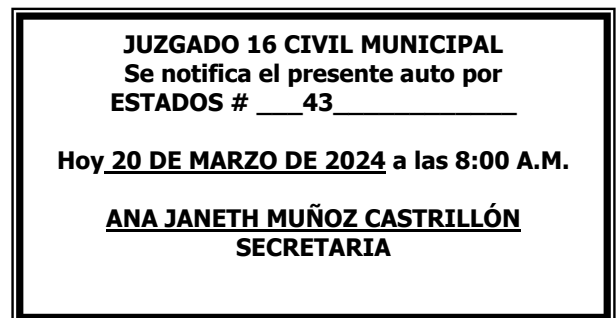 JUZGADO 16 CIVIL MUNICIPAL
Se notifica el presente auto por
ESTADOS # ___43____________
Hoy 20 DE MARZO DE 2024 a las 8:00 A.M.
ANA JANETH MUÑOZ CASTRILLÓN
SECRETARIA